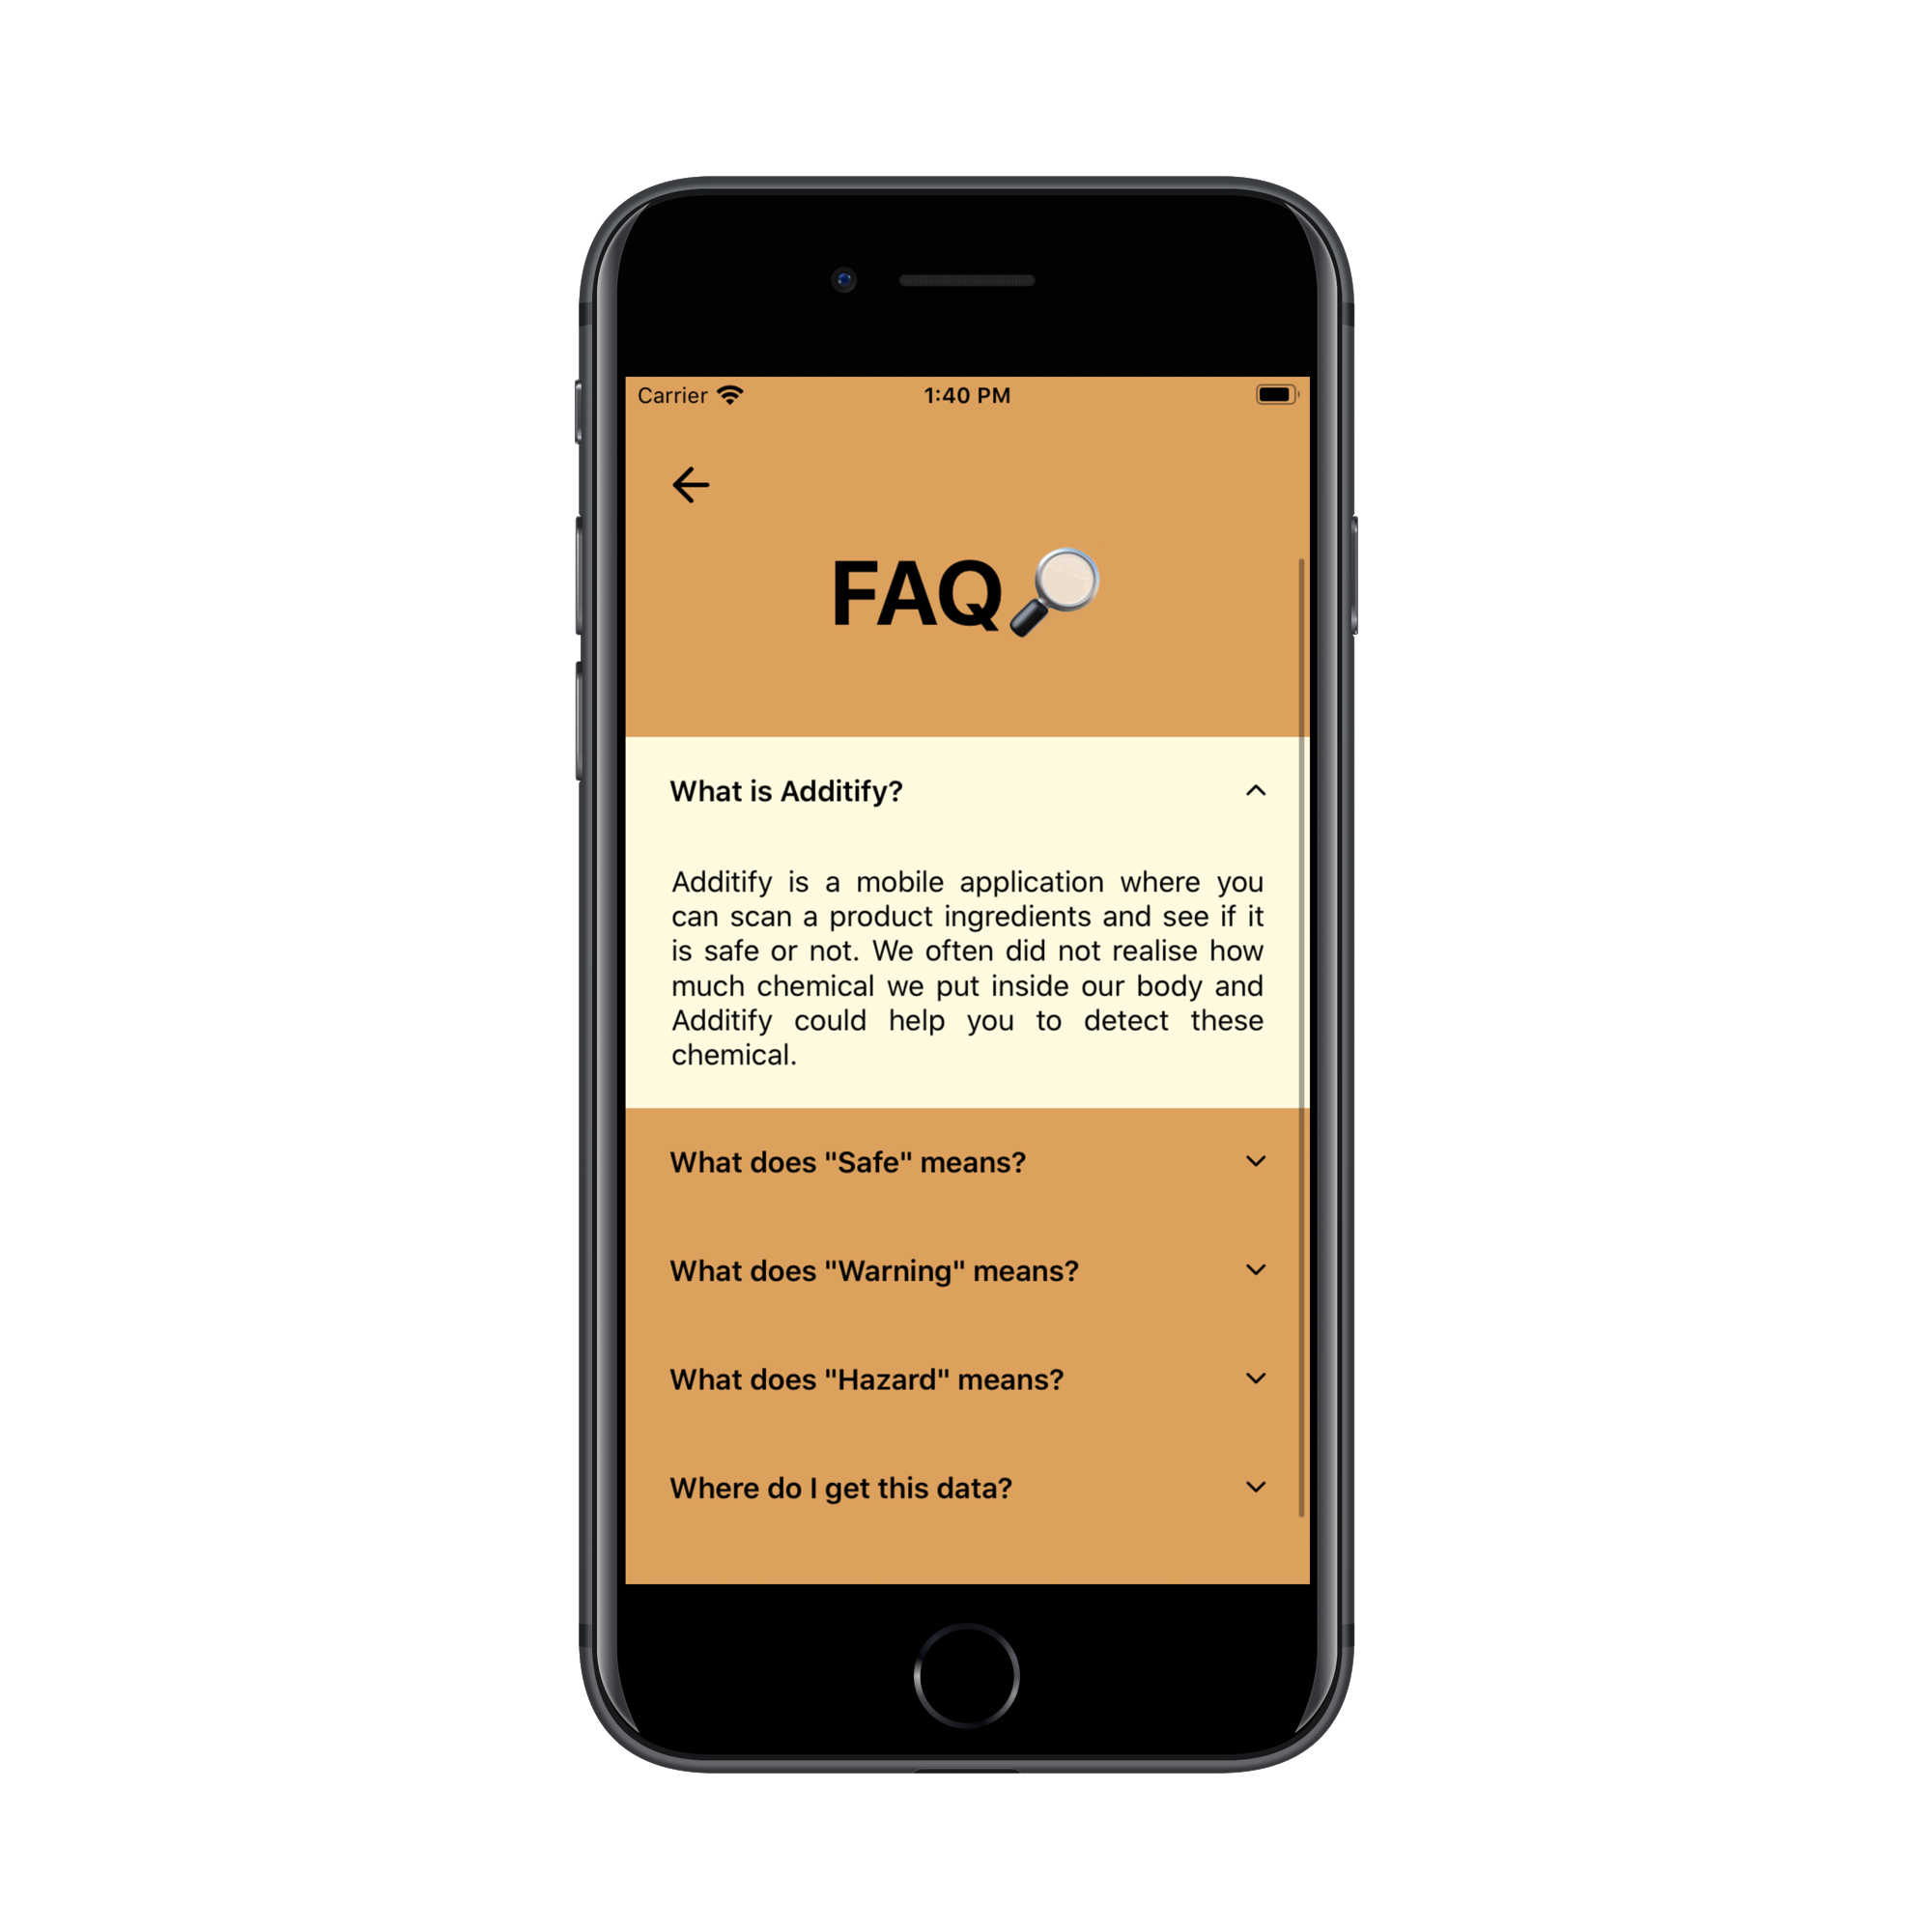 Carrier
1:40 PM
FAQ
What is Additify?
Additify is a mobile application where you
can scan a product ingredients and see if it
is safe or not. We often did not realise how
much chemical we put inside our body and
Additify could help you to detect these
chemical.
What does "Safe" means?
What does "Warning" means?
What does "Hazard" means?
Where do I get this data?